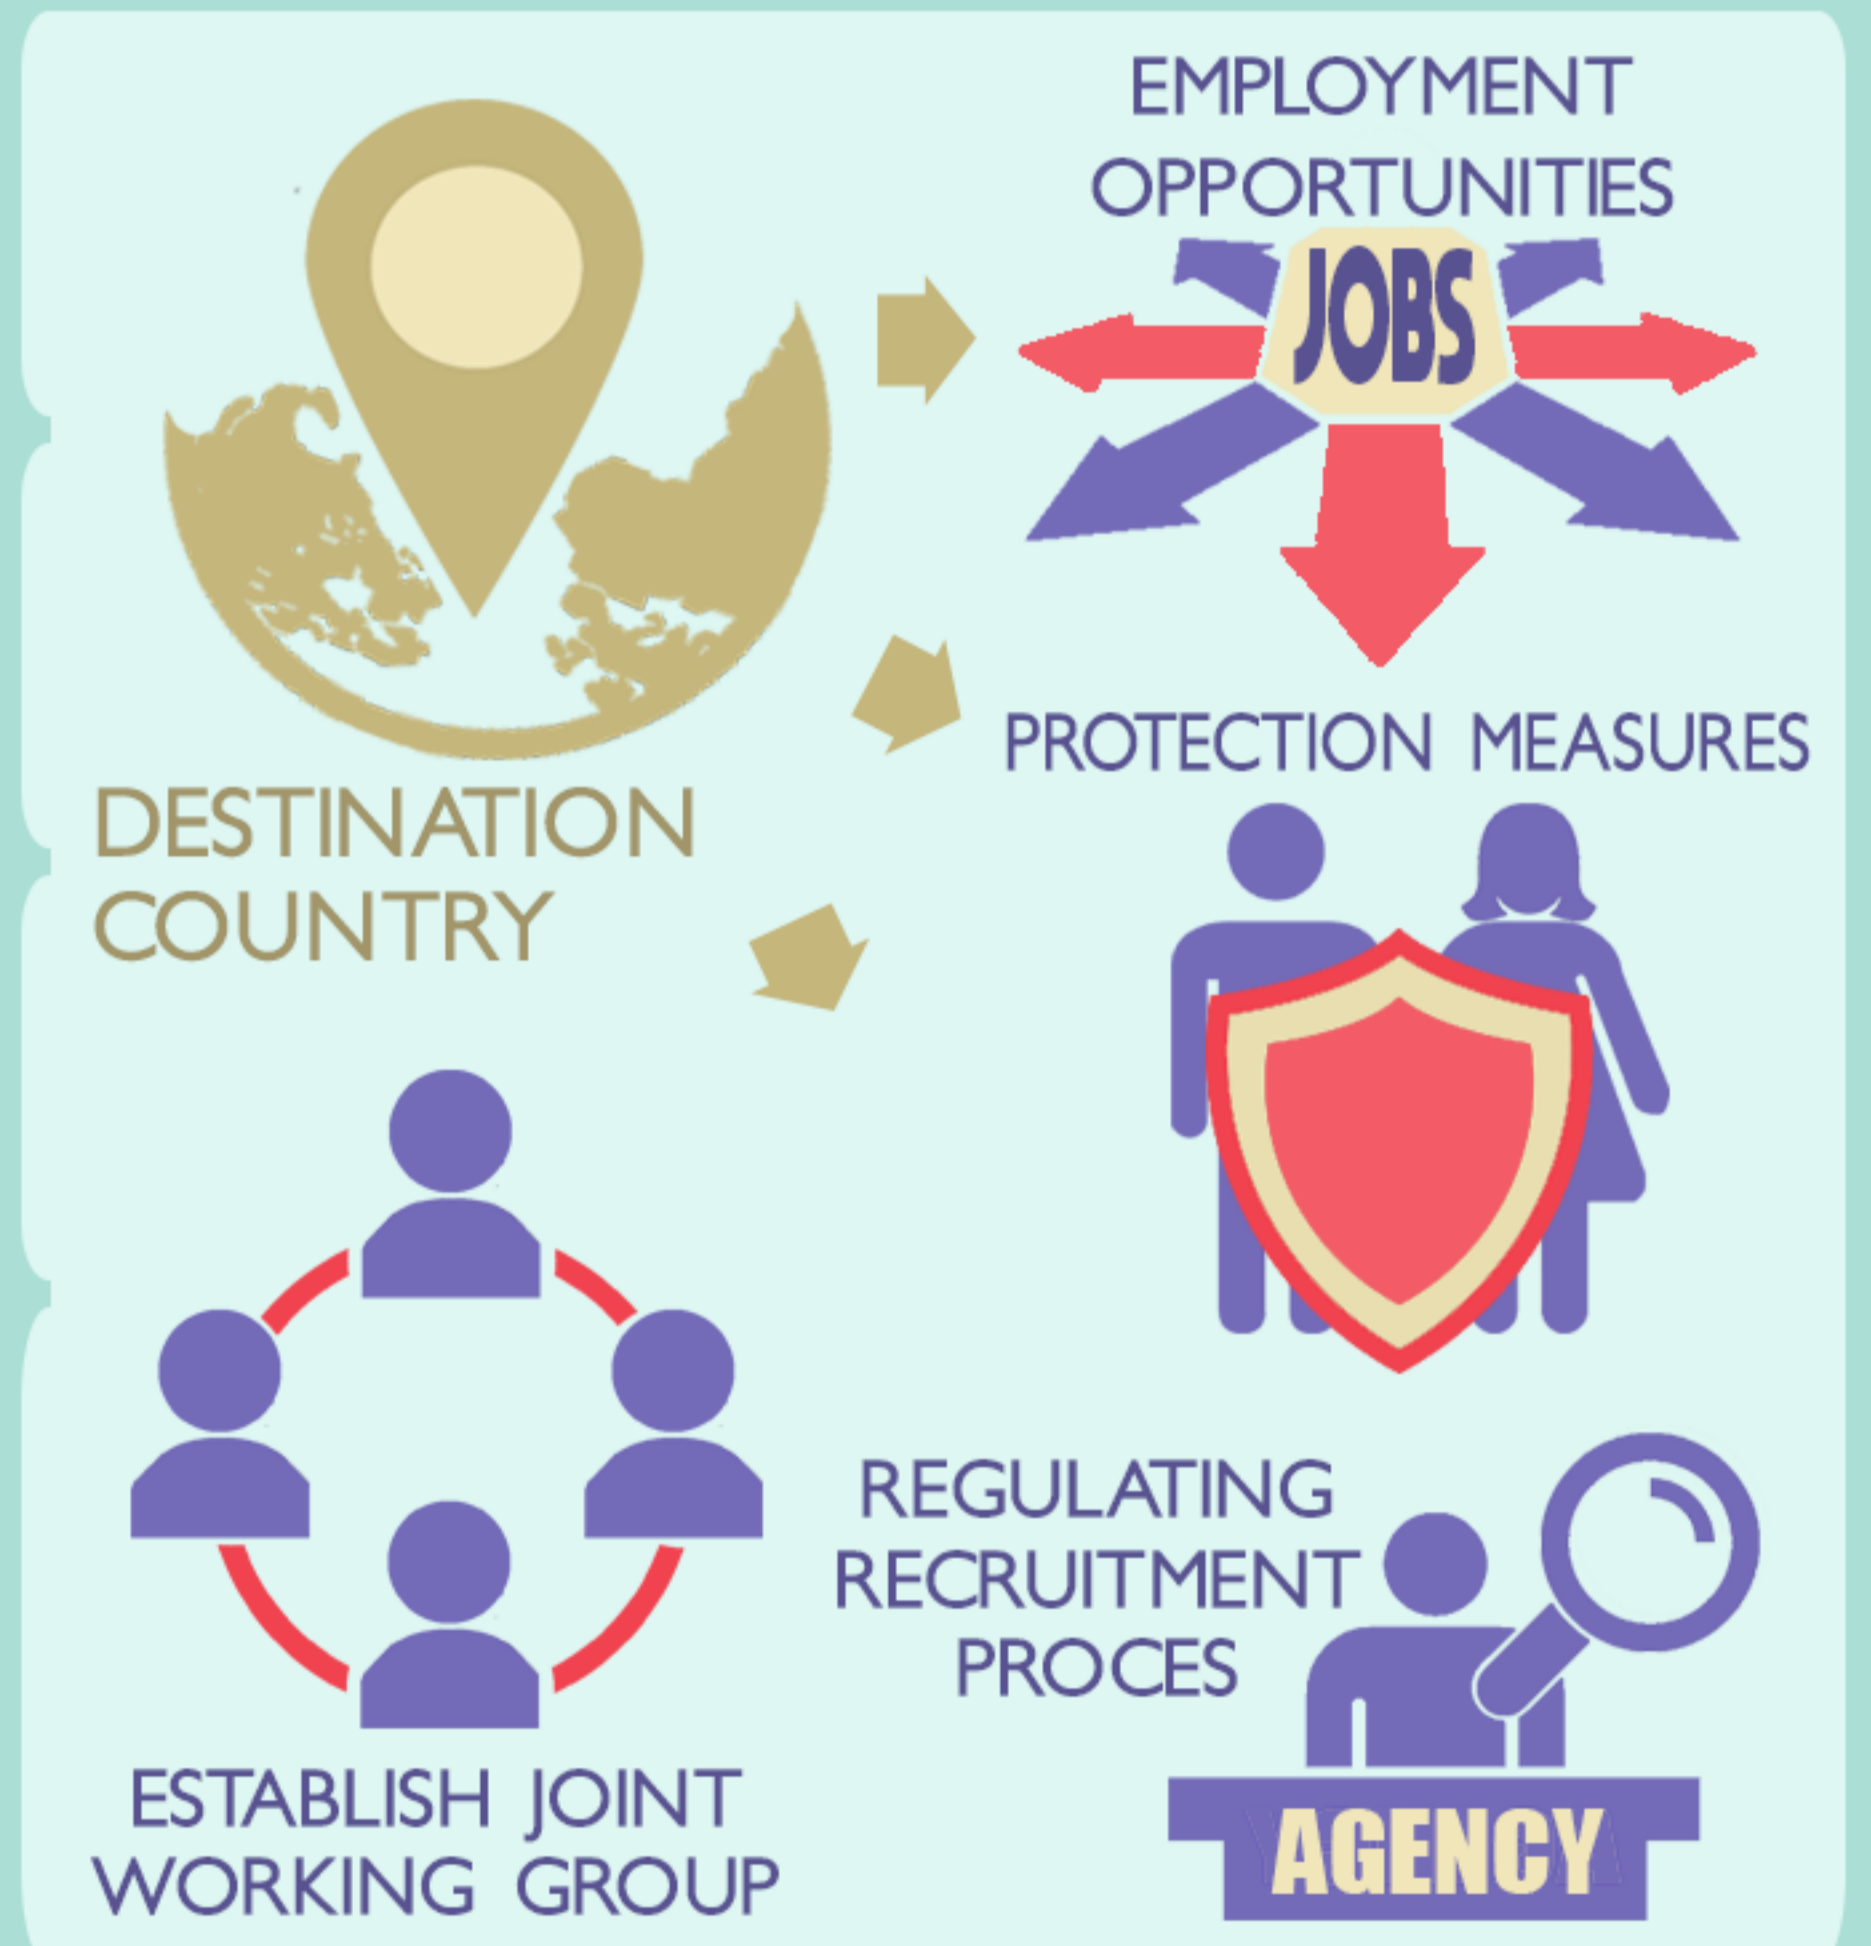 EMPLOYMENT
OPPORTUNITIES
JOBS
DESTINATION
COUNTRY
PROTECTION MEASURES
ESTABLISH JOINT
WORKING GROUP
REGULATING
RECRUITMENT
PROCES
AGENCY